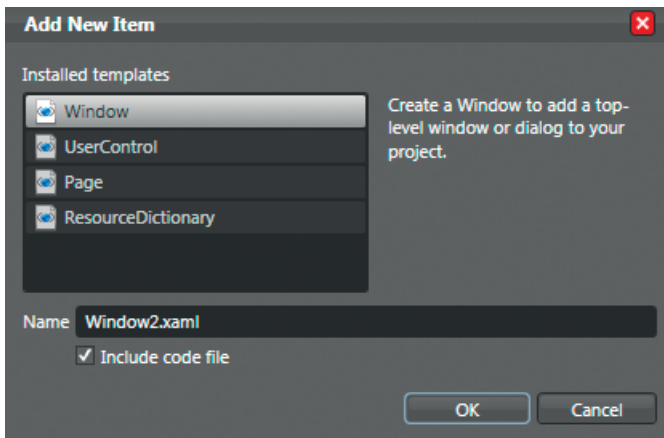 Add New Item
Installed templates
Window
UserControl
Page
ResourceDictionary
Create a Window to add a top-
level window or dialog to your
project.
Name Window2.xaml
Include code file
OK Cancel